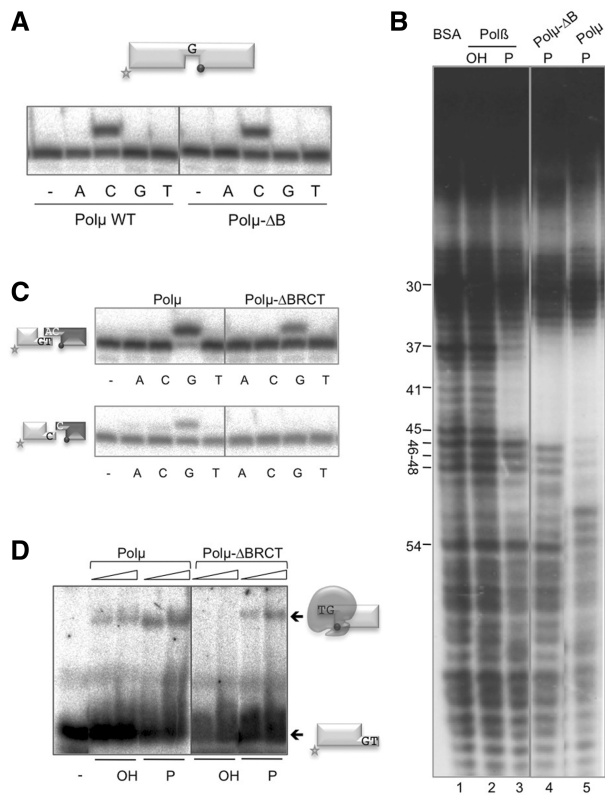 A
G
- A C G T - A C G T
Polμ WT Polμ-ΔB
B
BSA Polß Polμ-ΔB Polμ
OH P P P
30
37
41
45
46-
48
54
1 2 3 4 5
C
Polμ Polμ-ΔBRCT
AC
GT
- A C G T A C G T
C
C
- A C G T A C G T
D
Polμ Polμ-ΔBRCT
TG
GT
- OH P OH P